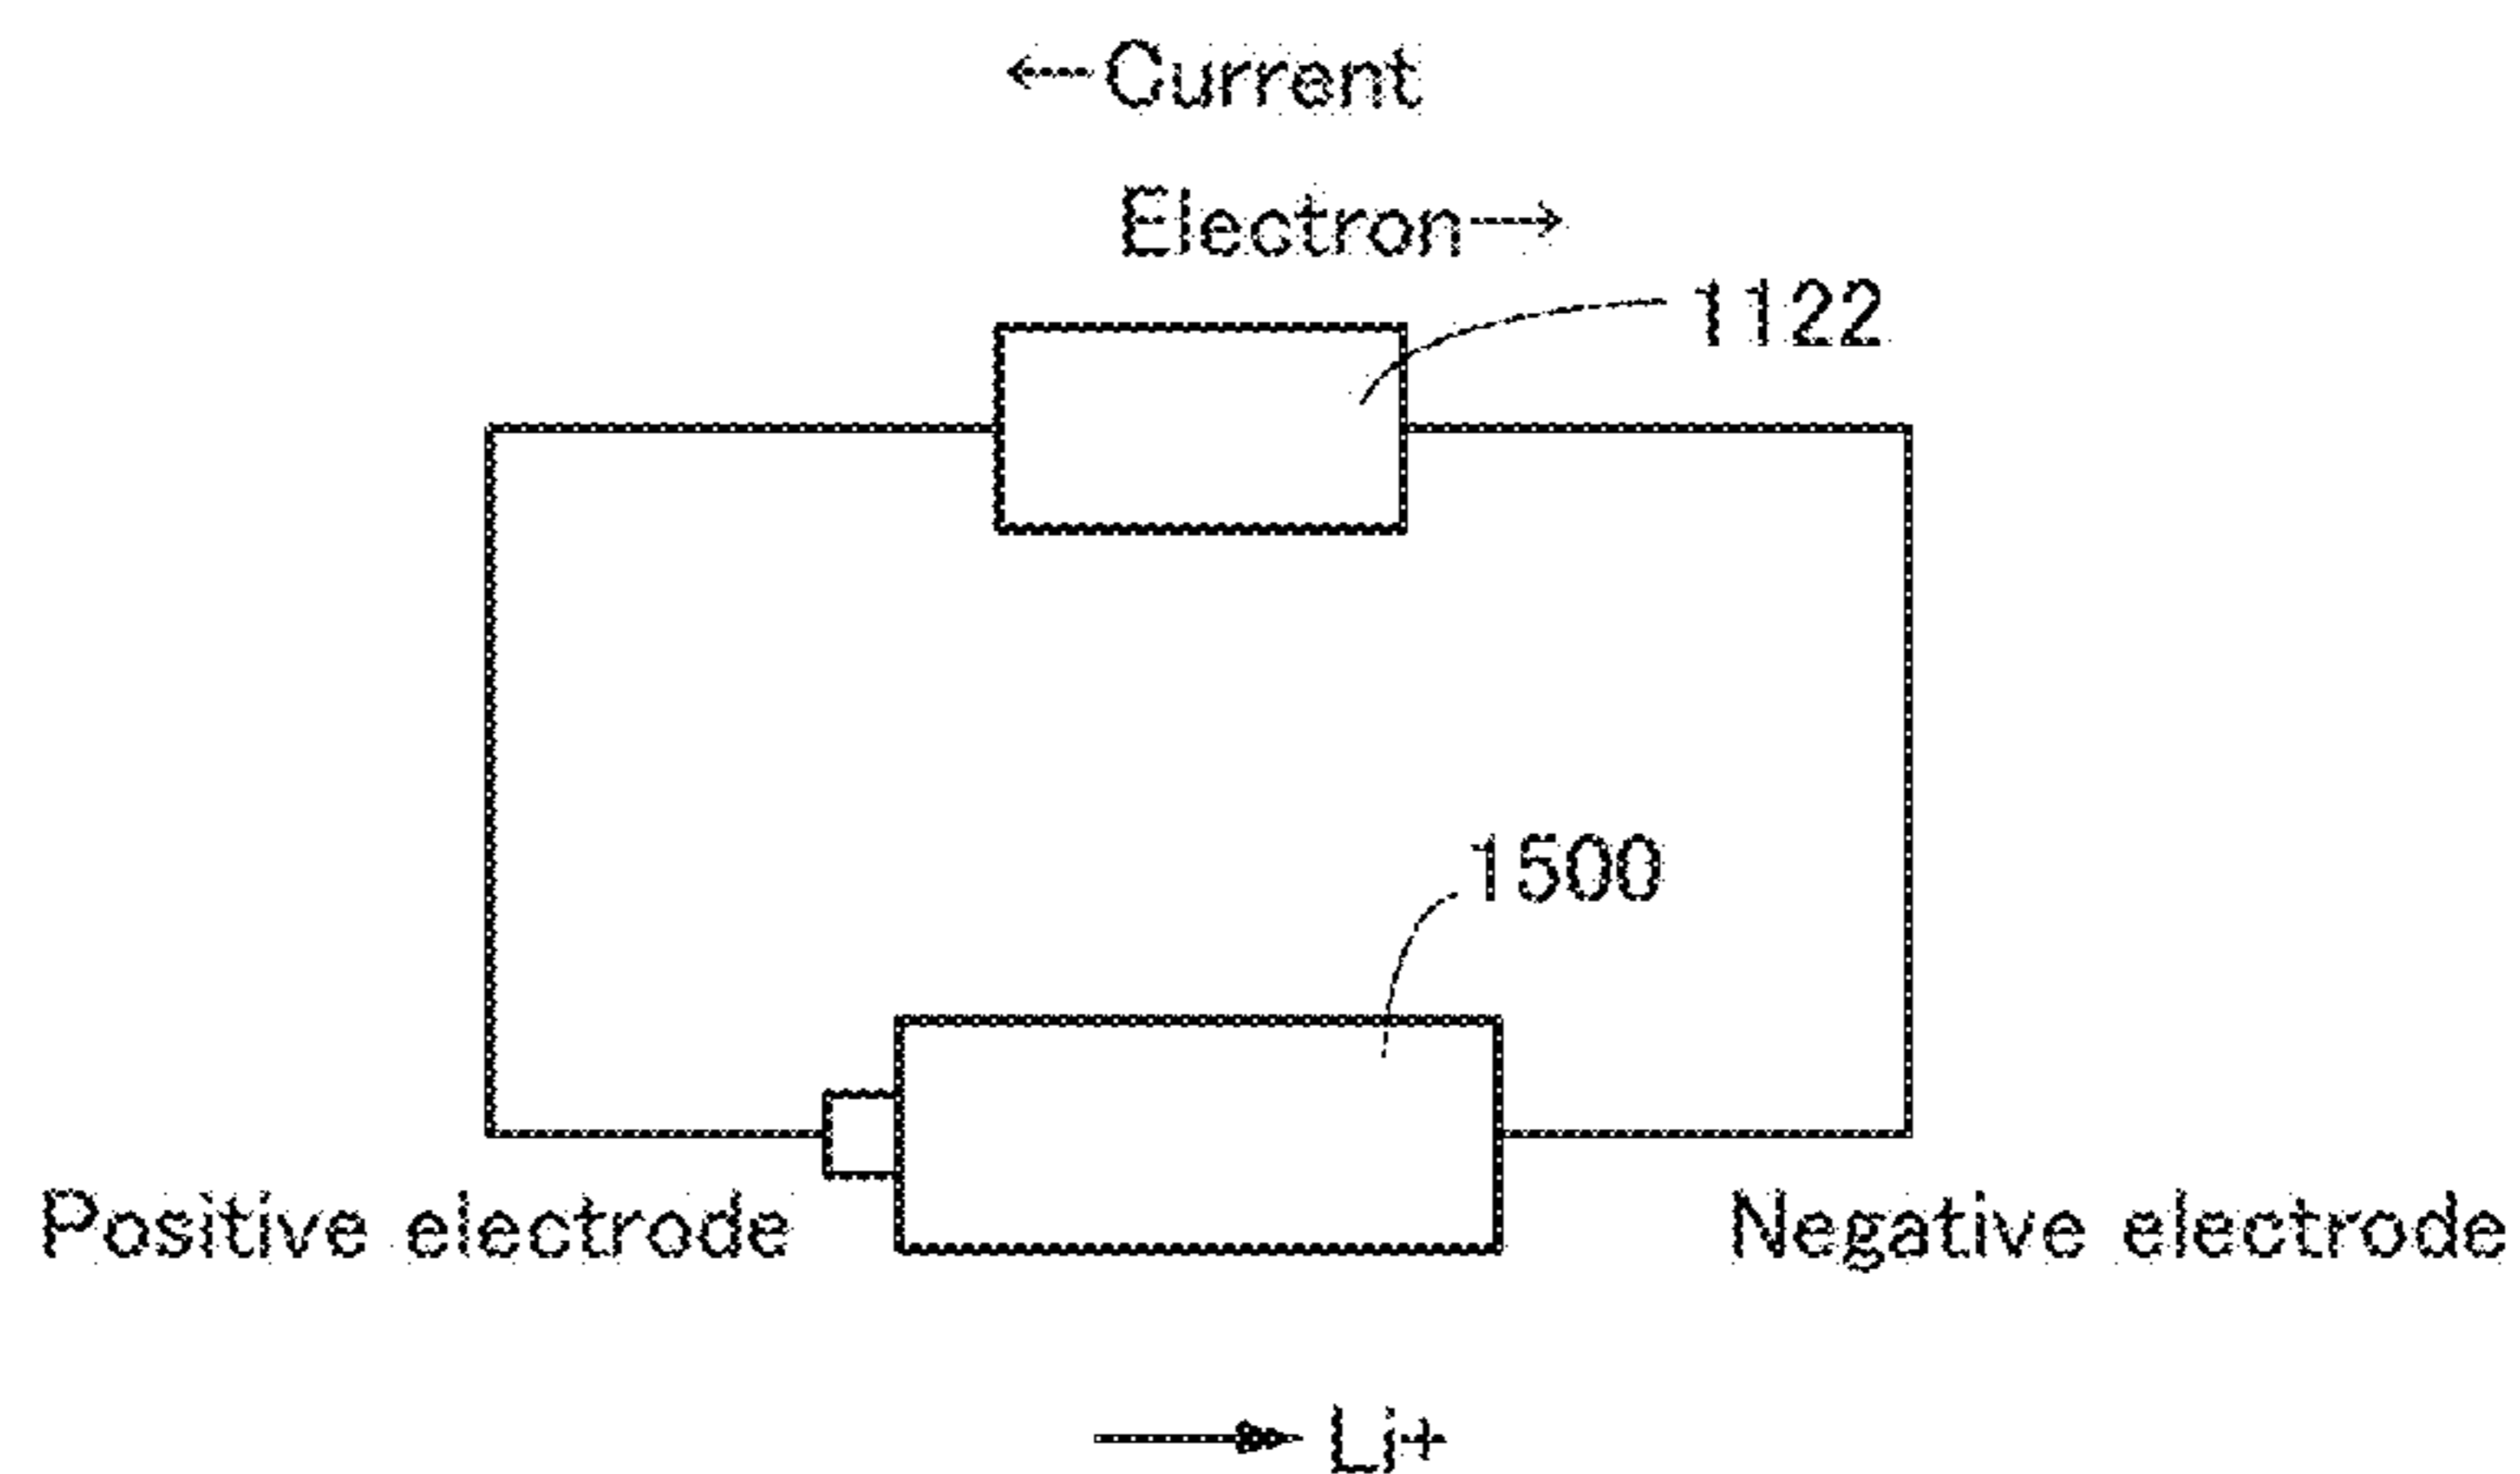 ←Current
Electron→
1122
1500
Positive electrode
Negative electrode
Li+